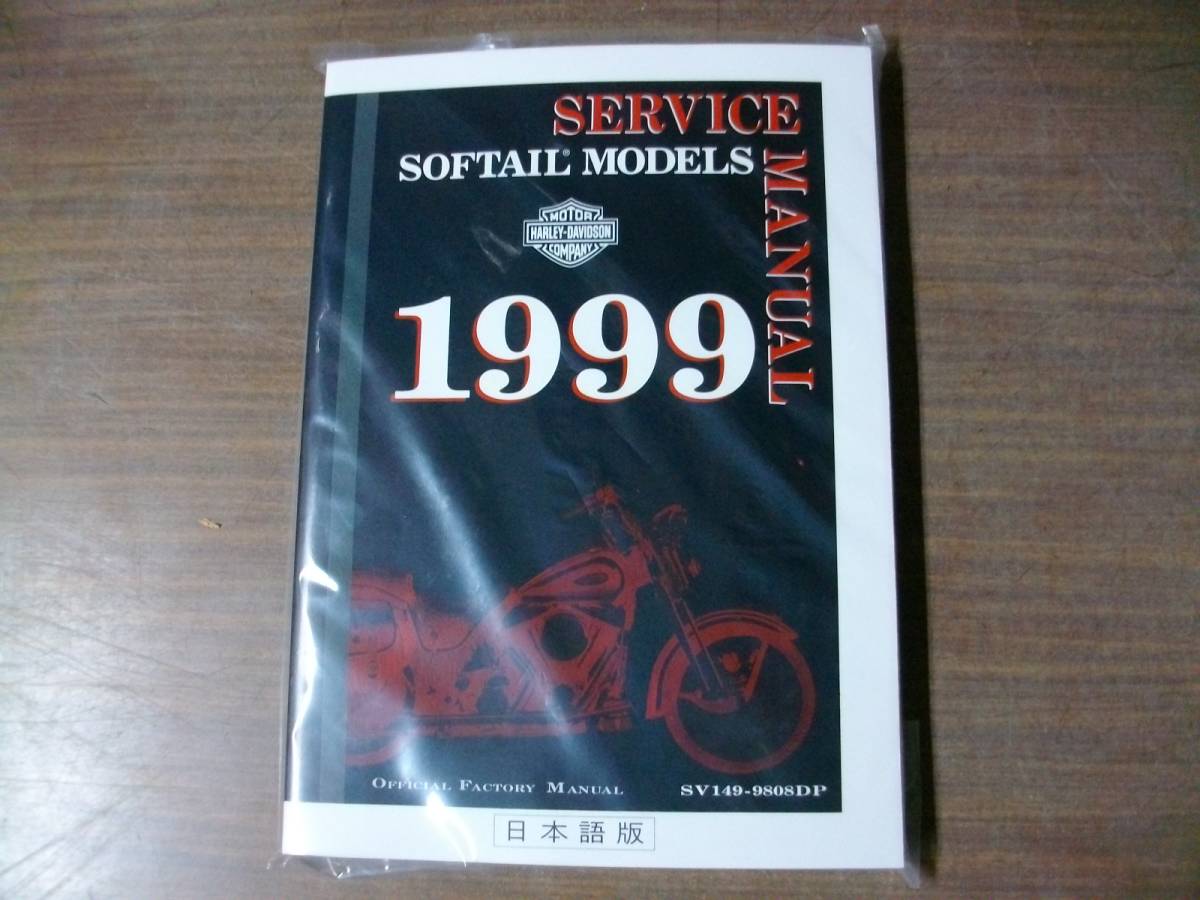 SERVICE
MANUAL
SOFTAIL® MODELS
MOTOR
HARLEY-DAVIDSON
COMPANY
1999
OFFICIAL FACTORY MANUAL
SV149-9808DP
日本語版